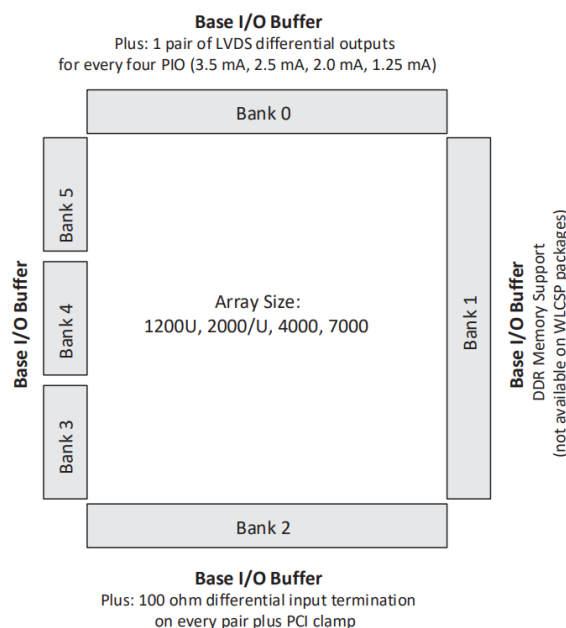 Base I/O Buffer
Plus: 1 pair of LVDS differential outputs
for every four PIO (3.5 mA, 2.5 mA, 2.0 mA, 1.25 mA)
Bank 0
Bank 5
Bank 4
Bank 3
Base I/O Buffer
Array Size:
1200U, 2000/U, 4000, 7000
Bank 1
Base I/O Buffer
DDR Memory Support
(not available on WLCSP packages)
Bank 2
Base I/O Buffer
Plus: 100 ohm differential input termination
on every pair plus PCI clamp